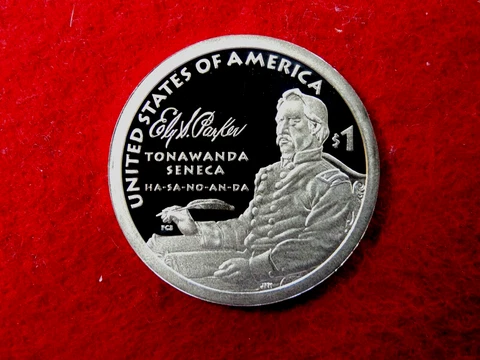 UNITED STATES OF AMERICA
Ely S. Parker
$1
TONAWANDA
SENECA
HA-SA-NO-AN-DA
PCB